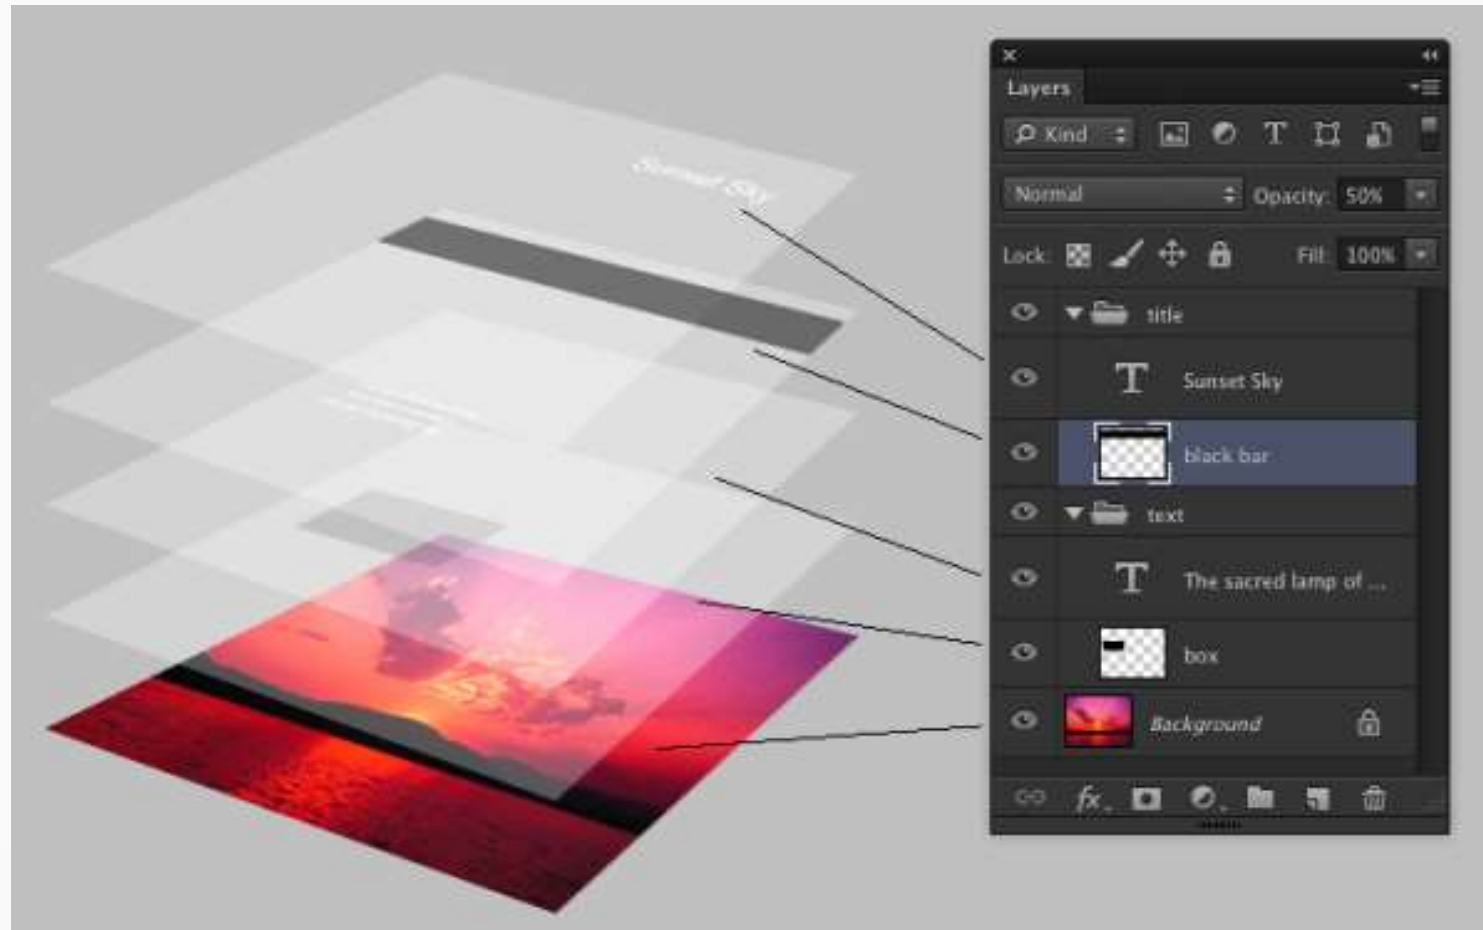 Sunset Sky
Layers
Kind
Normal Opacity: 50%
Lock: Fill: 100%
title
T Sunset Sky
black bar
text
T The sacred lamp of ...
box
Background
fx